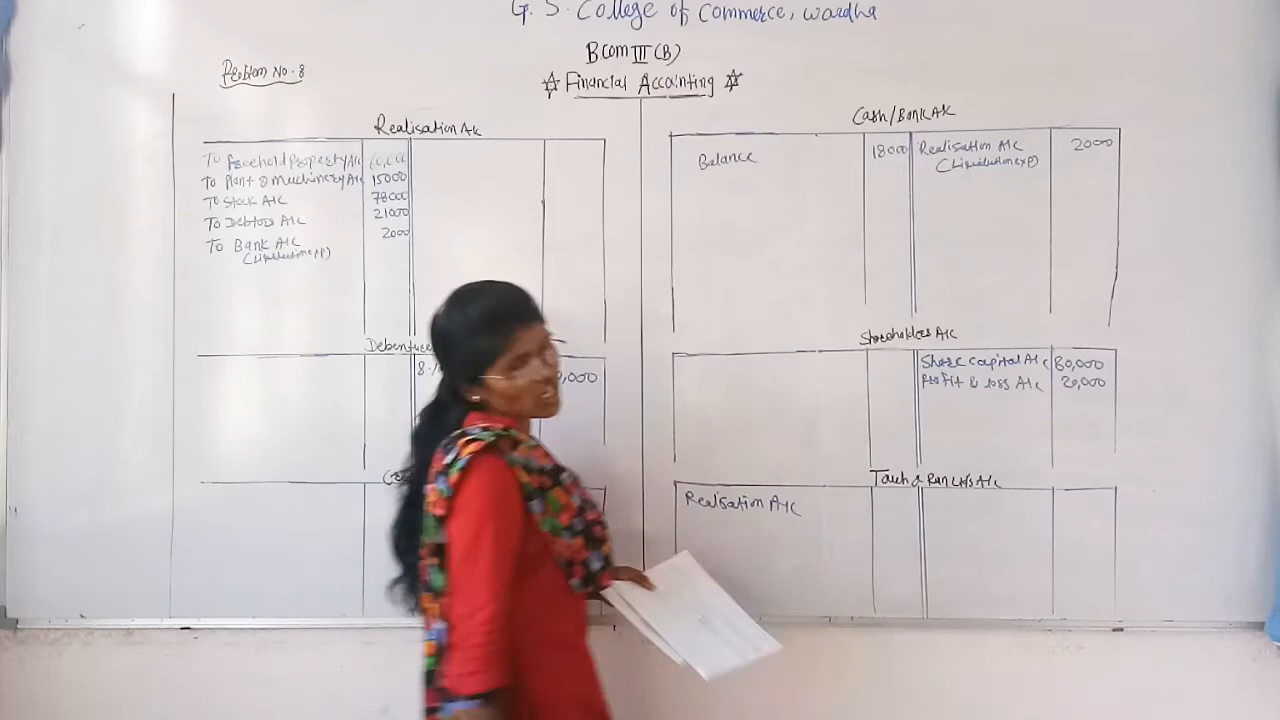 G. S. College of Commerce, Wardha
BCom III (B)
Problem No. 8
☆ Financial Accounting ☆
Realisation A/c
To Freehold Property A/c
To Plant & Machinery A/c 15000
To Stock A/c 78000
To Debtors A/c 21000
To Bank A/c 2000
Cash/Bank A/c
Balance 18000 Realisation A/c 2000
Shareholders A/c
Share Capital A/c 80,000
Profit & loss A/c 20,000
8.
,000
Realisation A/c